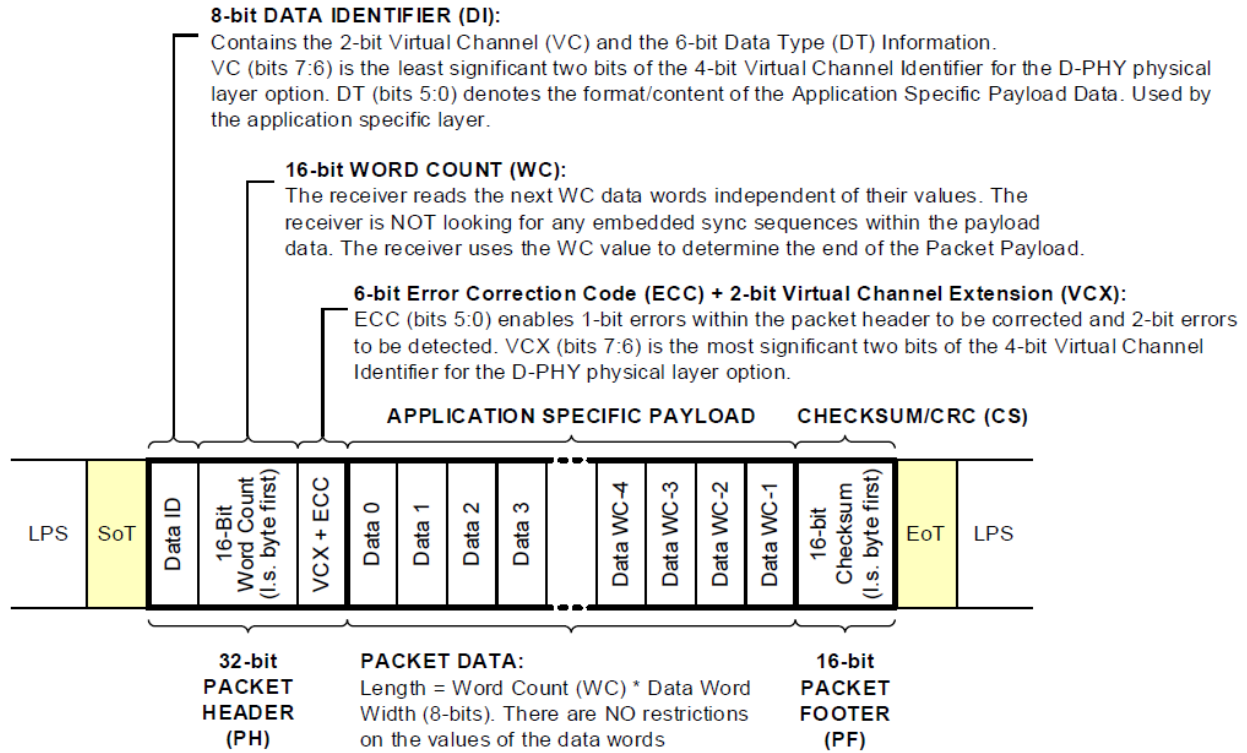 8-bit DATA IDENTIFIER (DI):
Contains the 2-bit Virtual Channel (VC) and the 6-bit Data Type (DT) Information.
VC (bits 7:6) is the least significant two bits of the 4-bit Virtual Channel Identifier for the D-PHY physical
layer option. DT (bits 5:0) denotes the format/content of the Application Specific Payload Data. Used by
the application specific layer.
16-bit WORD COUNT (WC):
The receiver reads the next WC data words independent of their values. The
receiver is NOT looking for any embedded sync sequences within the payload
data. The receiver uses the WC value to determine the end of the Packet Payload.
6-bit Error Correction Code (ECC) + 2-bit Virtual Channel Extension (VCX):
ECC (bits 5:0) enables 1-bit errors within the packet header to be corrected and 2-bit errors
to be detected. VCX (bits 7:6) is the most significant two bits of the 4-bit Virtual Channel
Identifier for the D-PHY physical layer option.
APPLICATION SPECIFIC PAYLOAD
CHECKSUM/CRC (CS)
LPS
SoT
Data ID
16-Bit
Word Count
(l.s. byte first)
VCX + ECC
Data 0
Data 1
Data 2
Data 3
Data WC-4
Data WC-3
Data WC-2
Data WC-1
16-bit
Checksum
(l.s. byte first)
EoT
LPS
32-bit
PACKET
HEADER
(PH)
PACKET DATA:
Length = Word Count (WC) * Data Word
Width (8-bits). There are NO restrictions
on the values of the data words
16-bit
PACKET
FOOTER
(PF)